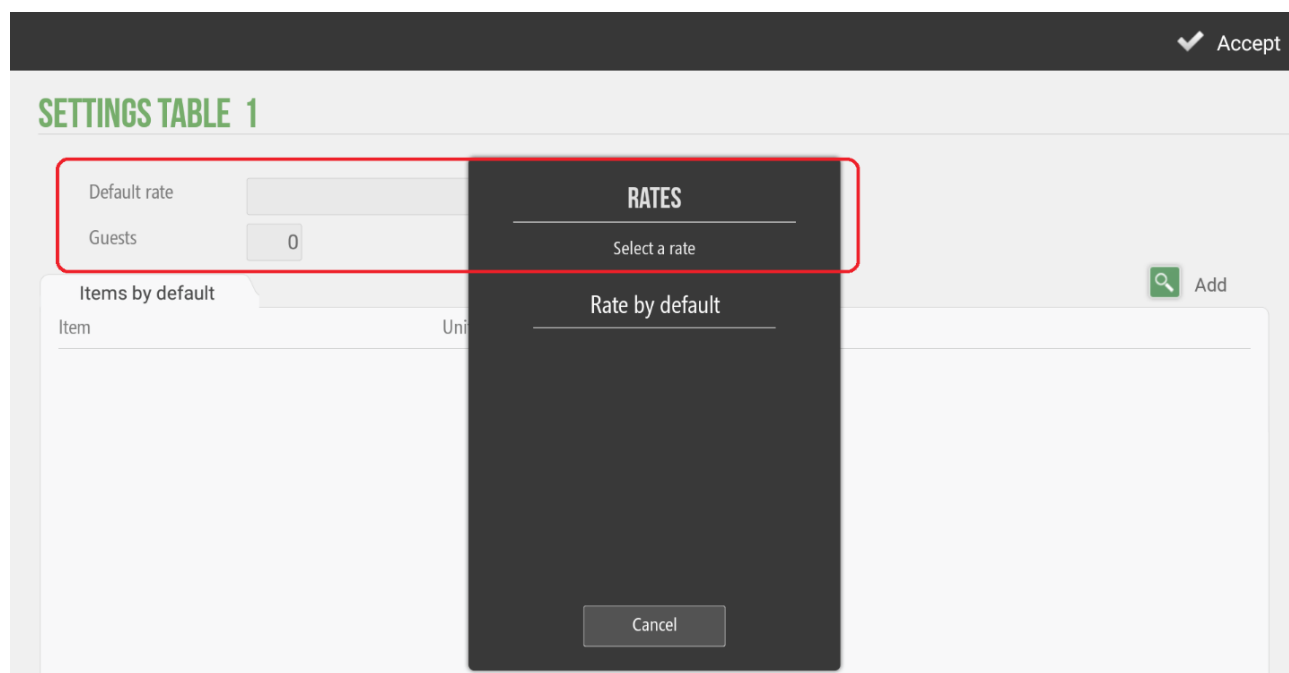 Accept
SETTINGS TABLE 1
Default rate
Guests 0
Items by default
Item
RATES
Select a rate
Rate by default
Cancel
Add